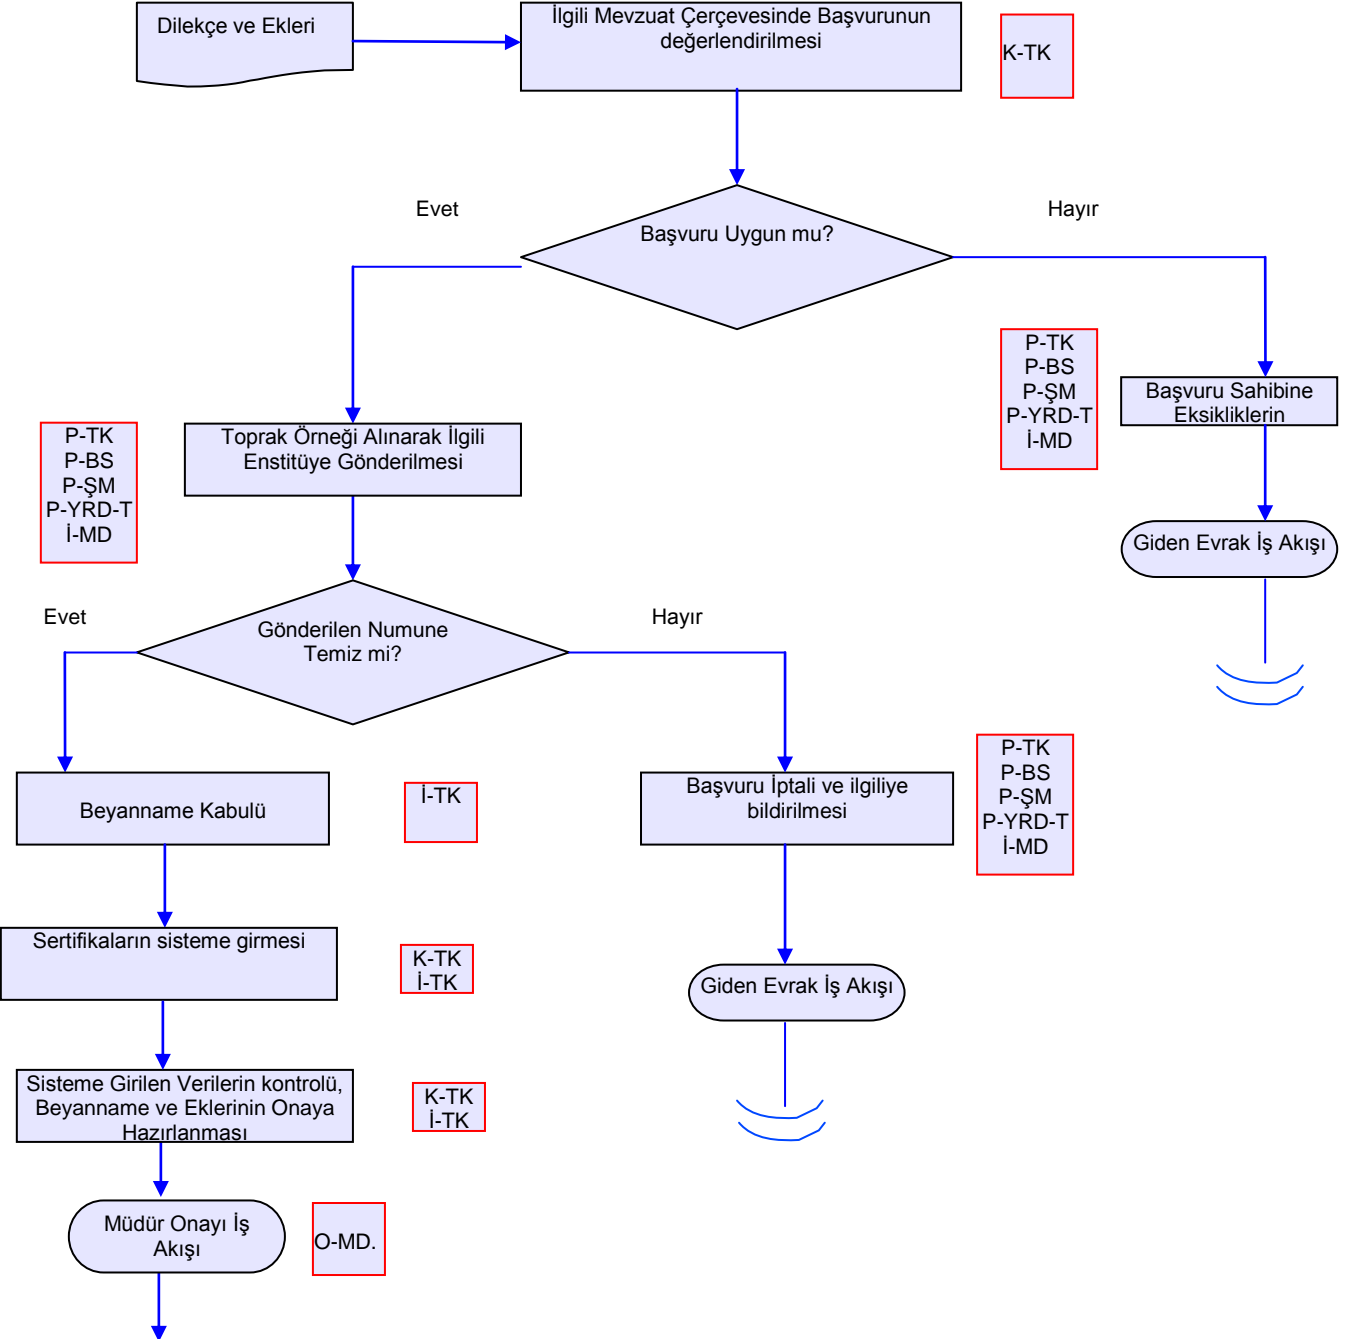 Dilekçe ve Ekleri
İlgili Mevzuat Çerçevesinde Başvurunun
değerlendirilmesi
K-TK
Evet
Hayır
Başvuru Uygun mu?
P-TK
P-BS
P-ŞM
P-YRD-T
İ-MD
Başvuru Sahibine
Eksikliklerin
P-TK
P-BS
P-ŞM
P-YRD-T
İ-MD
Toprak Örneği Alınarak İlgili
Enstitüye Gönderilmesi
Giden Evrak İş Akışı
Evet
Hayır
Gönderilen Numune
Temiz mi?
Beyanname Kabulü
İ-TK
Başvuru İptali ve ilgiliye
bildirilmesi
P-TK
P-BS
P-ŞM
P-YRD-T
İ-MD
Sertifikaların sisteme girmesi
K-TK
İ-TK
Giden Evrak İş Akışı
Sisteme Girilen Verilerin kontrolü,
Beyanname ve Eklerinin Onaya
Hazırlanması
K-TK
İ-TK
Müdür Onayı İş
Akışı
O-MD.